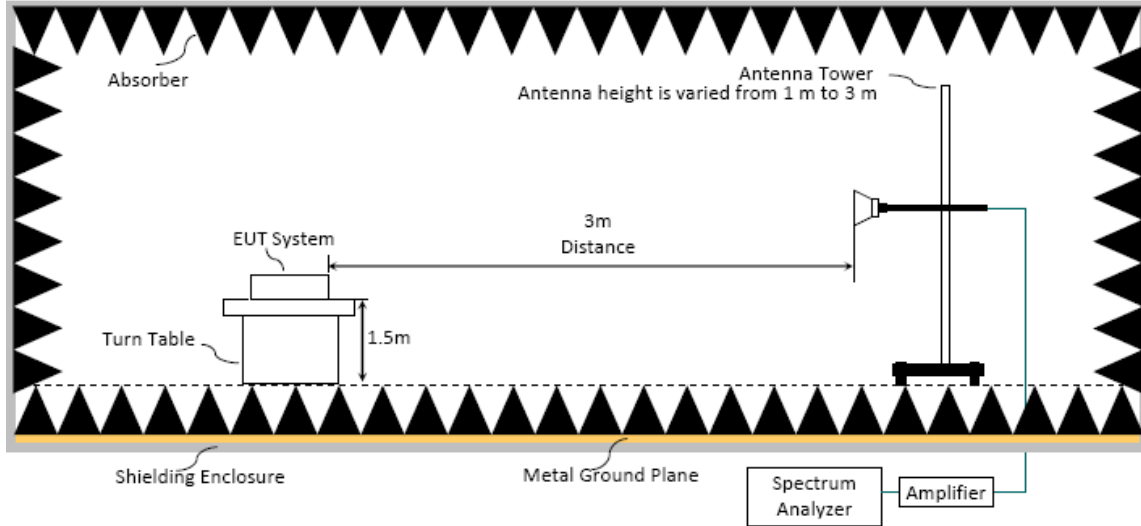 Absorber
Antenna Tower
Antenna height is varied from 1 m to 3 m
3m
Distance
EUT System
Turn Table
1.5m
Shielding Enclosure
Metal Ground Plane
Spectrum
Analyzer
Amplifier